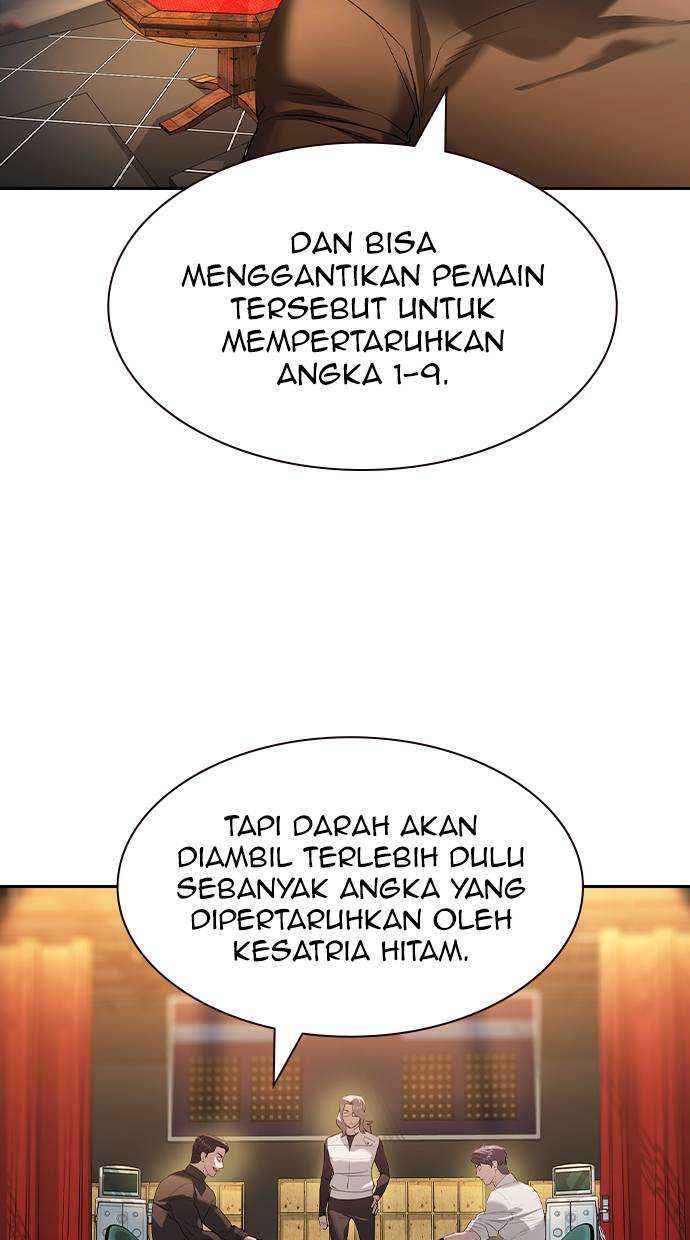 DAN BISA
MENGGANTIKAN PEMAIN
TERSEBUT UNTUK
MEMPERTARUHKAN
ANGKA 1-9.
TAPI DARAH AKAN
DIAMBIL TERLEBIH DULU
SEBANYAK ANGKA YANG
DIPERTARUHKAN OLEH
KESATRIA HITAM.